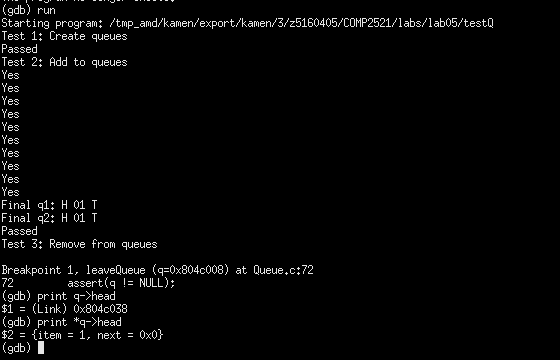 (gdb) run
Starting program: /tmp_amd/kamen/export/kamen/3/z5160405/COMP2521/labs/lab05/testQ
Test 1: Create queues
Passed
Test 2: Add to queues
Yes
Yes
Yes
Yes
Yes
Yes
Yes
Yes
Yes
Yes
Final q1: H 01 T
Final q2: H 01 T
Passed
Test 3: Remove from queues
Breakpoint 1, leaveQueue (q=0x804c008) at Queue.c:72
72 assert(q != NULL);
(gdb) print q->head
$1 = (Link) 0x804c038
(gdb) print *q->head
$2 = {item = 1, next = 0x0}
(gdb)